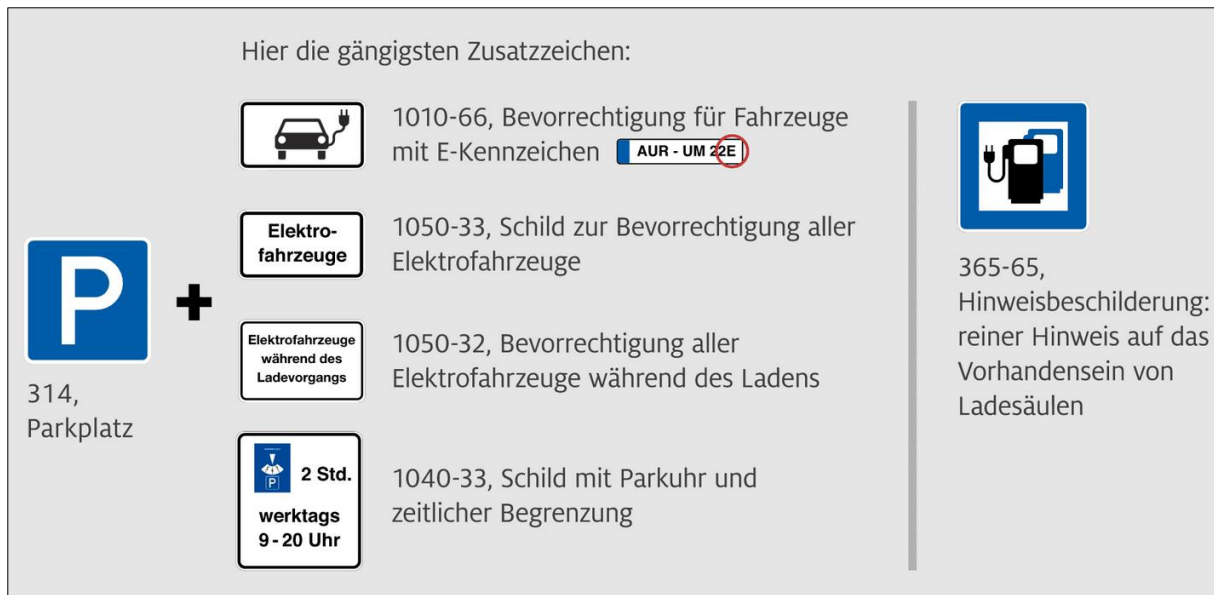 Hier die gängigsten Zusatzzeichen:
P
314,
Parkplatz
1010-66, Bevorrechtigung für Fahrzeuge
mit E-Kennzeichen AUR - UM 22E
Elektro-
fahrzeuge
1050-33, Schild zur Bevorrechtigung aller
Elektrofahrzeuge
Elektrofahrzeuge
während des
Ladevorgangs
1050-32, Bevorrechtigung aller
Elektrofahrzeuge während des Ladens
P
2 Std.
werktags
9 - 20 Uhr
1040-33, Schild mit Parkuhr und
zeitlicher Begrenzung
365-65,
Hinweisbeschilderung:
reiner Hinweis auf das
Vorhandensein von
Ladesäulen